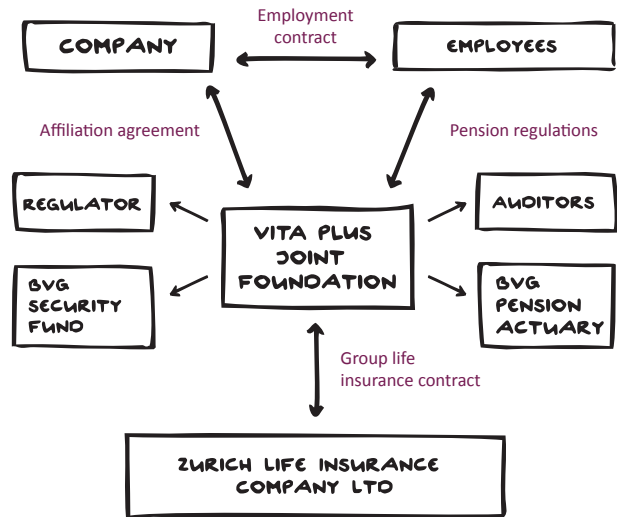 Employment
contract
COMPANY
EMPLOYEES
Affiliation agreement
Pension regulations
REGULATOR
AUDITORS
VITA PLUS
JOINT
FOUNDATION
BVG
SECURITY
FUND
BVG
PENSION
ACTUARY
Group life
insurance contract
ZURICH LIFE INSURANCE
COMPANY LTD